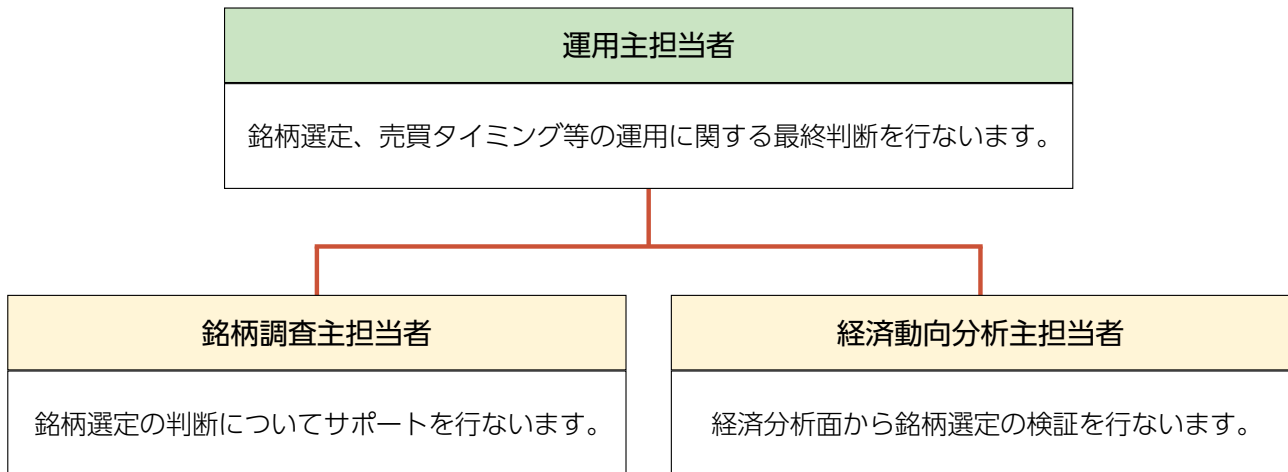 運用主担当者
銘柄選定、売買タイミング等の運用に関する最終判断を行ないます。
銘柄調査主担当者
銘柄選定の判断についてサポートを行ないます。
経済動向分析主担当者
経済分析面から銘柄選定の検証を行ないます。